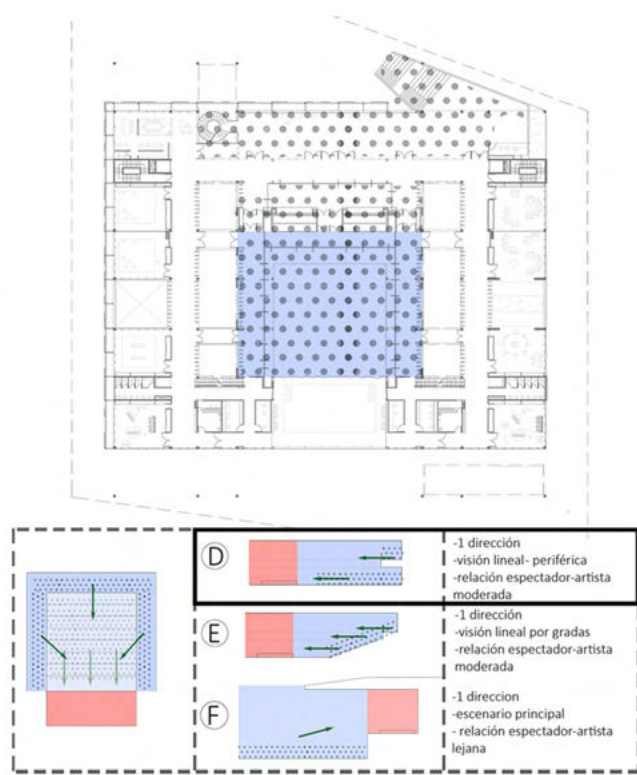 D
-1 dirección
-visión lineal- periférica
-relación espectador-artista
moderada
E
-1 dirección
-visión lineal por gradas
-relación espectador-artista
moderada
F
-1 direccion
-escenario principal
- relación espectador-artista
lejana